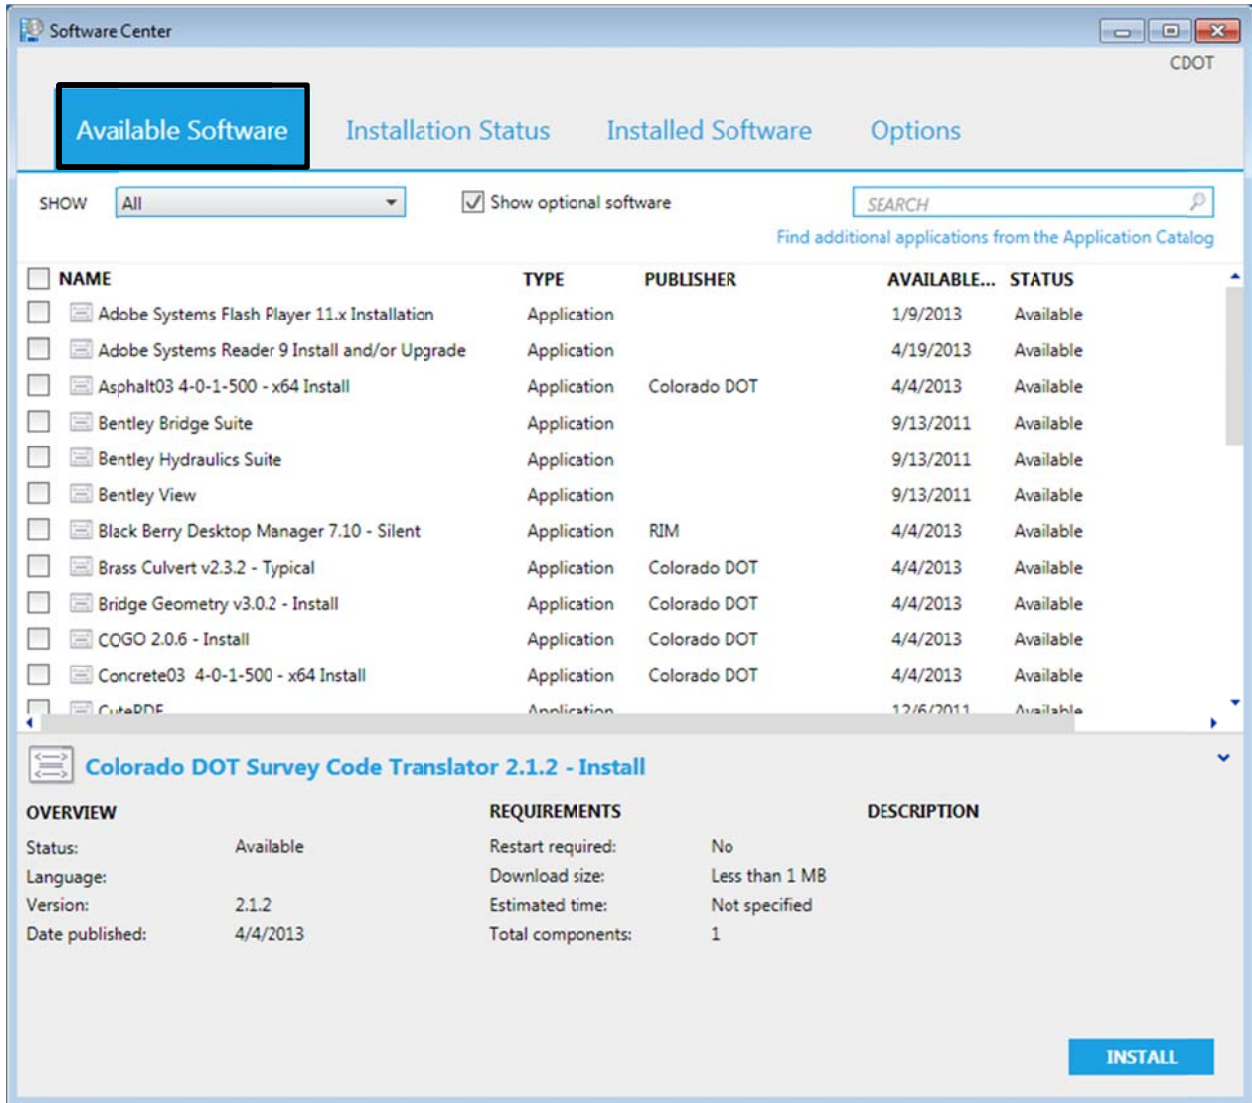 Software Center
CDOT
Available Software Installation Status Installed Software Options
SHOW All Show optional software SEARCH
Find additional applications from the Application Catalog
NAME TYPE PUBLISHER AVAILABLE... STATUS
Adobe Systems Flash Player 11.x Installation Application 1/9/2013 Available
Adobe Systems Reader 9 Install and/or Upgrade Application 4/19/2013 Available
Asphalt03 4-0-1-500 - x64 Install Application Colorado DOT 4/4/2013 Available
Bentley Bridge Suite Application 9/13/2011 Available
Bentley Hydraulics Suite Application 9/13/2011 Available
Bentley View Application 9/13/2011 Available
Black Berry Desktop Manager 7.10 - Silent Application RIM 4/4/2013 Available
Brass Culvert v2.3.2 - Typical Application Colorado DOT 4/4/2013 Available
Bridge Geometry v3.0.2 - Install Application Colorado DOT 4/4/2013 Available
COGO 2.0.6 - Install Application Colorado DOT 4/4/2013 Available
Concrete03 4-0-1-500 - x64 Install Application Colorado DOT 4/4/2013 Available
CutePDF Application 12/6/2011 Available
Colorado DOT Survey Code Translator 2.1.2 - Install
OVERVIEW REQUIREMENTS DESCRIPTION
Status: Available Restart required: No
Language: Download size: Less than 1 MB
Version: 2.1.2 Estimated time: Not specified
Date published: 4/4/2013 Total components: 1
INSTALL